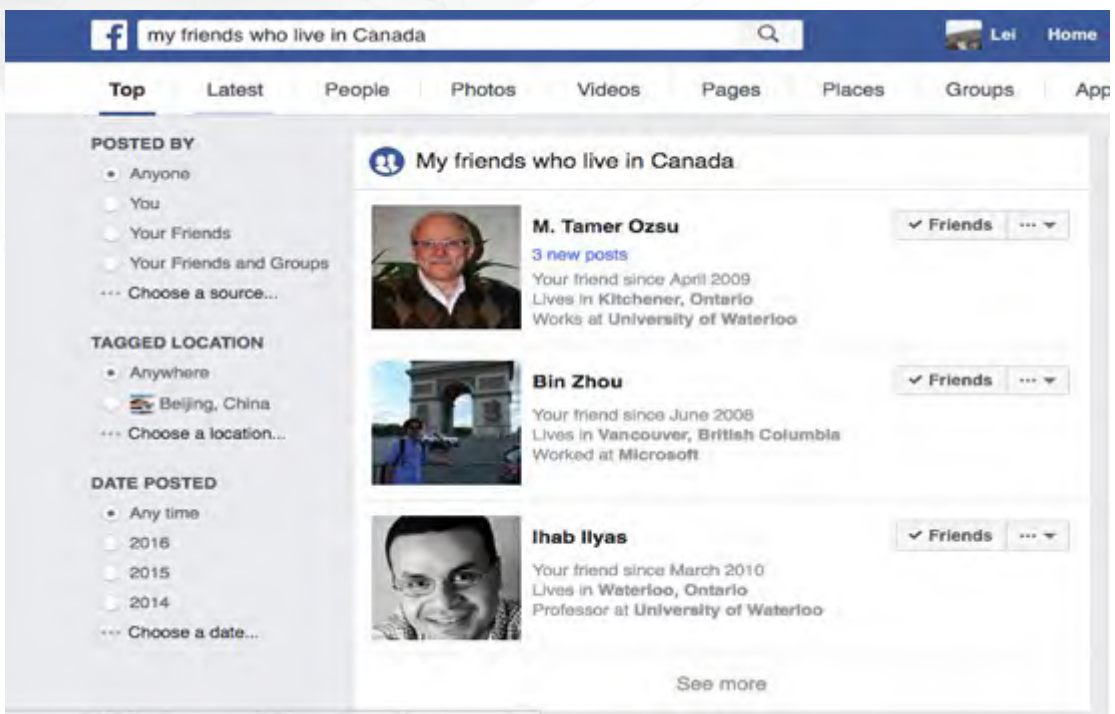 f my friends who live in Canada Lei Home
Top Latest People Photos Videos Pages Places Groups App
POSTED BY
Anyone
You
Your Friends
Your Friends and Groups
Choose a source...
TAGGED LOCATION
Anywhere
Beijing, China
Choose a location...
DATE POSTED
Any time
2016
2015
2014
Choose a date...
My friends who live in Canada
M. Tamer Ozsu
✓ Friends
3 new posts
Your friend since April 2009
Lives in Kitchener, Ontario
Works at University of Waterloo
Bin Zhou
✓ Friends
Your friend since June 2008
Lives in Vancouver, British Columbia
Worked at Microsoft
Ihab Ilyas
✓ Friends
Your friend since March 2010
Lives in Waterloo, Ontario
Professor at University of Waterloo
See more